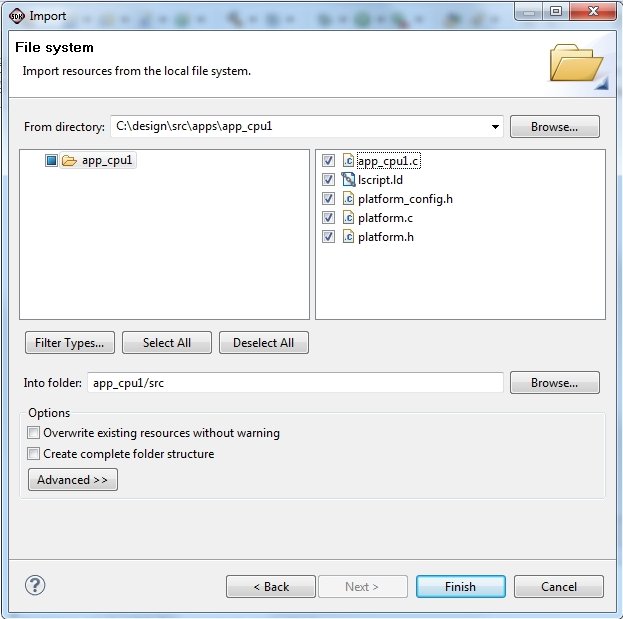 SDK Import
File system
Import resources from the local file system.
From directory: C:\design\src\apps\app_cpu1 Browse...
app_cpu1
.c app_cpu1.c
lscript.ld
.c platform_config.h
.c platform.c
.c platform.h
Filter Types... Select All Deselect All
Into folder: app_cpu1/src Browse...
Options
Overwrite existing resources without warning
Create complete folder structure
Advanced >>
? < Back Next > Finish Cancel